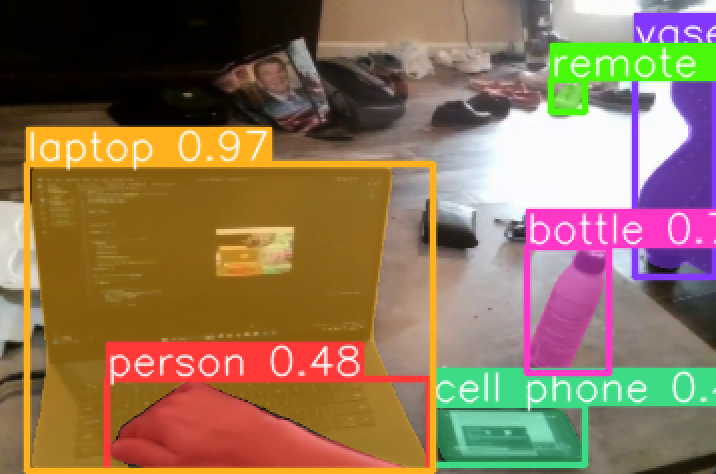 vase
remote
laptop 0.97
bottle 0.7
person 0.48
cell phone 0.4